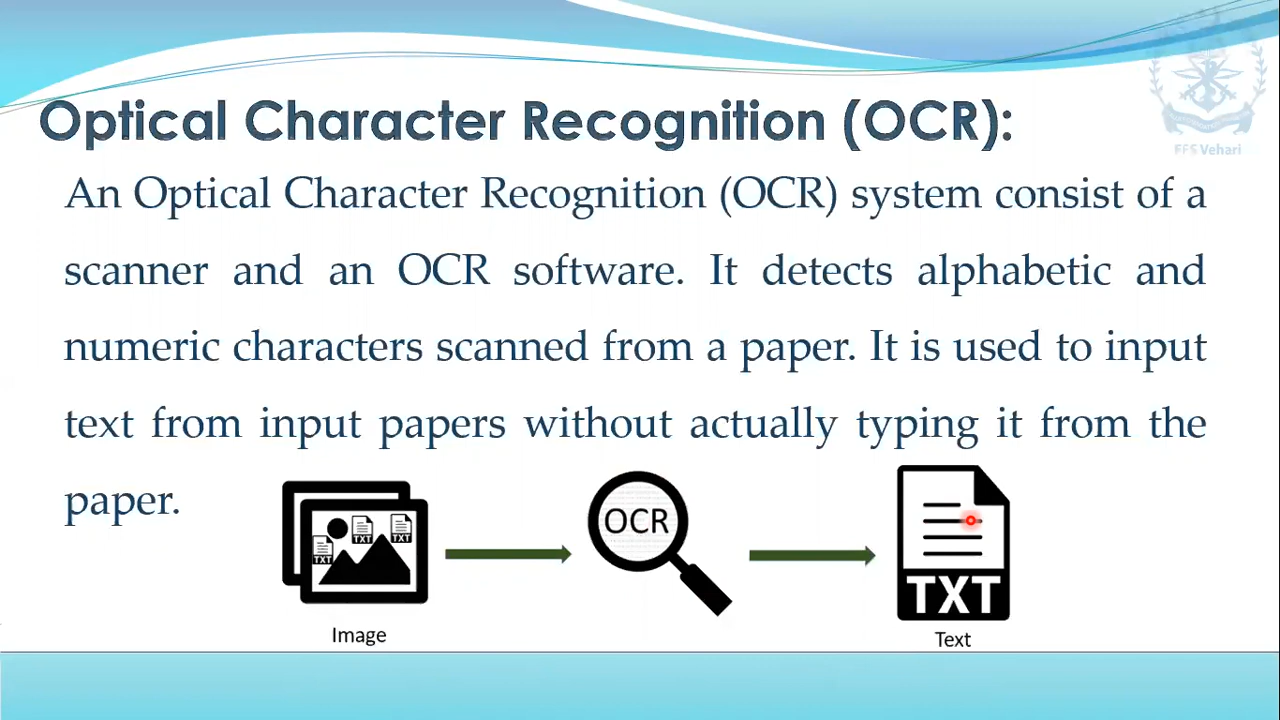 Optical Character Recognition (OCR):
FFS Vehari
An Optical Character Recognition (OCR) system consist of a
scanner and an OCR software. It detects alphabetic and
numeric characters scanned from a paper. It is used to input
text from input papers without actually typing it from the
paper.
TXT
TXT
TXT
OCR
TXT
Image
Text